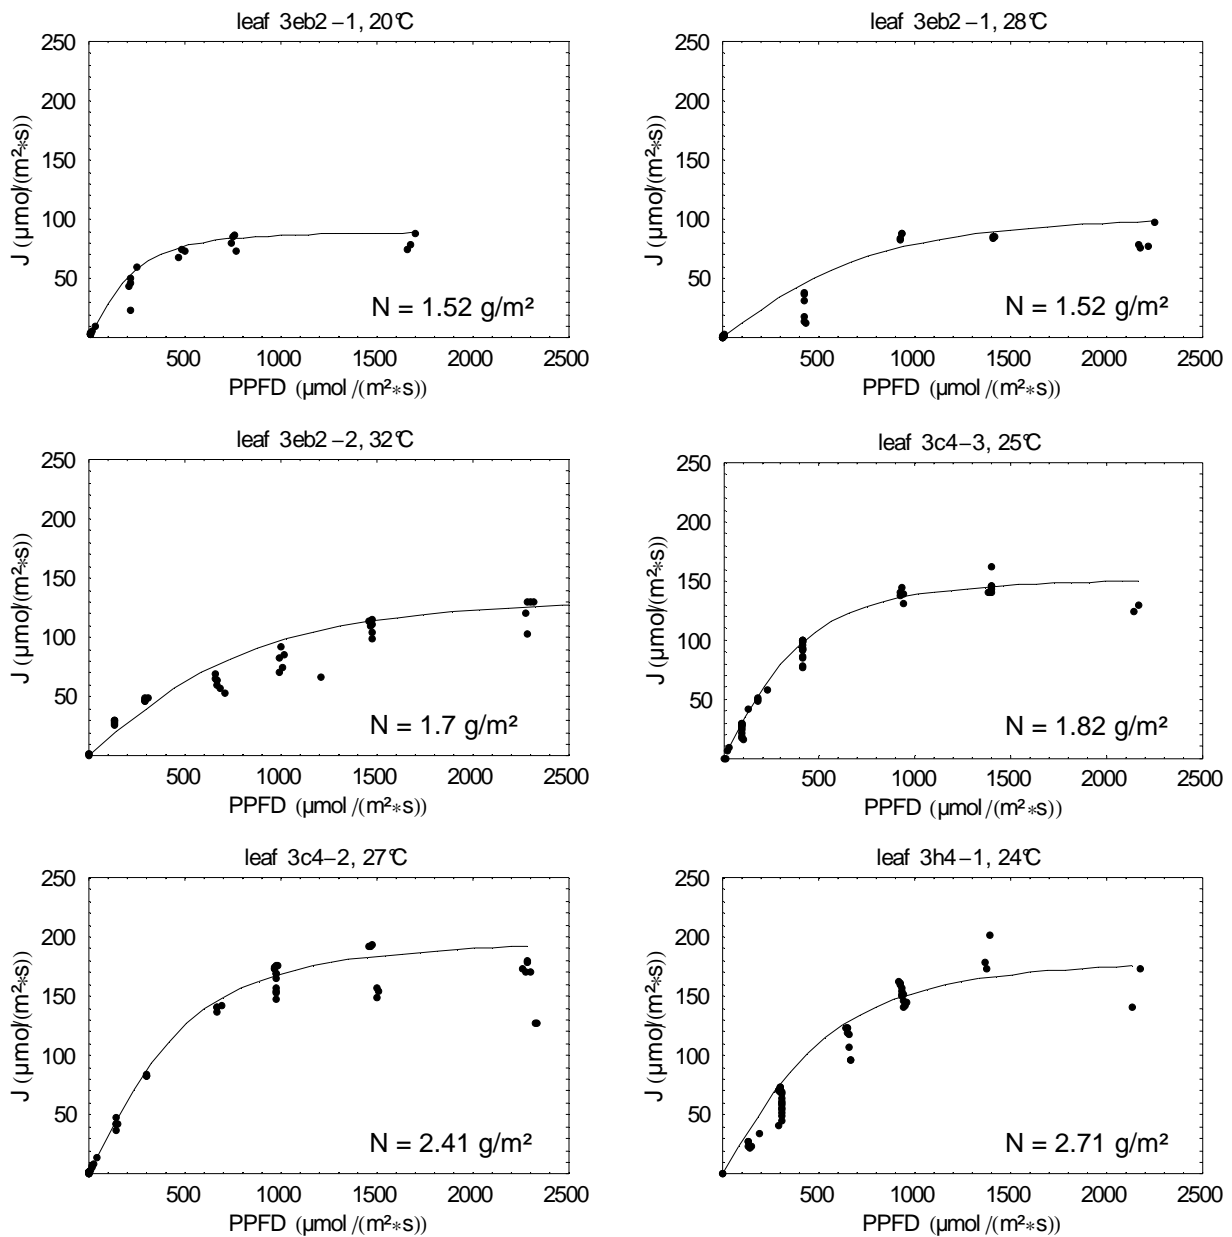 leaf 3eb2−1, 20°C
250
200
150
100
50
J (µmol/(m²∗s))
N = 1.52 g/m²
500 1000 1500 2000 2500
PPFD (µmol /(m²∗s))
leaf 3eb2−1, 28°C
250
200
150
100
50
J (µmol/(m²∗s))
N = 1.52 g/m²
500 1000 1500 2000 2500
PPFD (µmol /(m²∗s))
leaf 3eb2−2, 32°C
250
200
150
100
50
J (µmol/(m²∗s))
N = 1.7 g/m²
500 1000 1500 2000 2500
PPFD (µmol /(m²∗s))
leaf 3c4−3, 25°C
250
200
150
100
50
J (µmol/(m²∗s))
N = 1.82 g/m²
500 1000 1500 2000 2500
PPFD (µmol /(m²∗s))
leaf 3c4−2, 27°C
250
200
150
100
50
J (µmol/(m²∗s))
N = 2.41 g/m²
500 1000 1500 2000 2500
PPFD (µmol /(m²∗s))
leaf 3h4−1, 24°C
250
200
150
100
50
J (µmol/(m²∗s))
N = 2.71 g/m²
500 1000 1500 2000 2500
PPFD (µmol /(m²∗s))